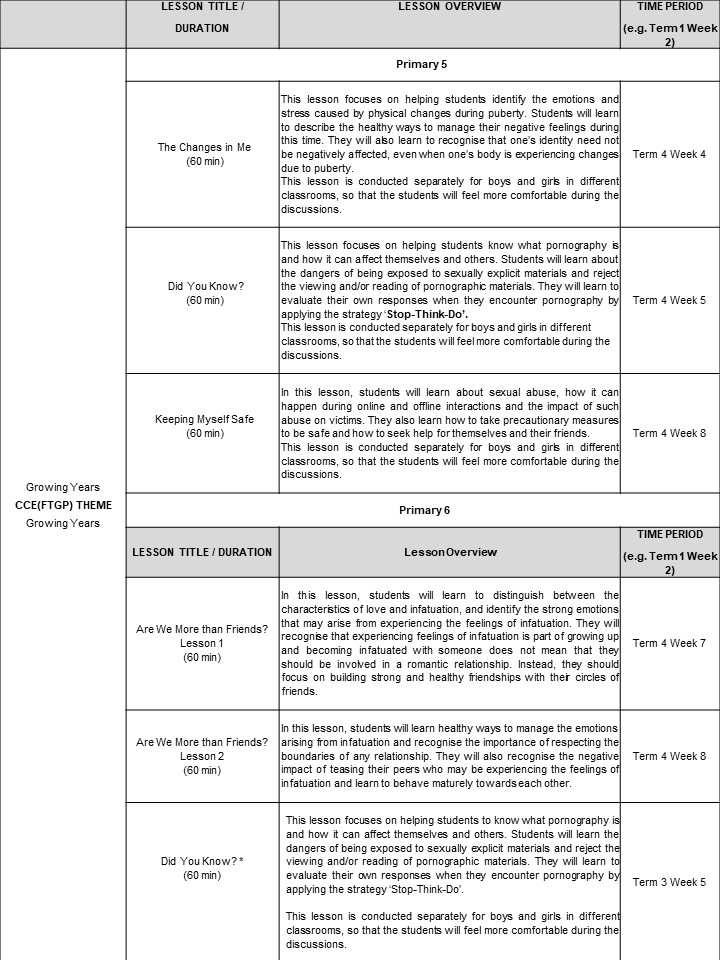 LESSON TITLE /
DURATION
LESSON OVERVIEW
TIME PERIOD
(e.g. Term 1 Week
2)
Growing Years
CCE(FTGP) THEME
Growing Years
Primary 5
The Changes in Me
(60 min)
This lesson focuses on helping students identify the emotions and
stress caused by physical changes during puberty. Students will learn
to describe the healthy ways to manage their negative feelings during
this time. They will also learn to recognise that one's identity need not
be negatively affected, even when one's body is experiencing changes
due to puberty.
This lesson is conducted separately for boys and girls in different
classrooms, so that the students will feel more comfortable during the
discussions.
Term 4 Week 4
Did You Know?
(60 min)
This lesson focuses on helping students know what pornography is
and how it can affect themselves and others. Students will learn about
the dangers of being exposed to sexually explicit materials and reject
the viewing and/or reading of pornographic materials. They will learn to
evaluate their own responses when they encounter pornography by
applying the strategy 'Stop-Think-Do'.
This lesson is conducted separately for boys and girls in different
classrooms, so that the students will feel more comfortable during the
discussions.
Term 4 Week 5
Keeping Myself Safe
(60 min)
In this lesson, students will learn about sexual abuse, how it can
happen during online and offline interactions and the impact of such
abuse on victims. They also learn how to take precautionary measures
to be safe and how to seek help for themselves and their friends.
This lesson is conducted separately for boys and girls in different
classrooms, so that the students will feel more comfortable during the
discussions.
Term 4 Week 8
Primary 6
LESSON TITLE / DURATION
Lesson Overview
TIME PERIOD
(e.g. Term 1 Week
2)
Are We More than Friends?
Lesson 1
(60 min)
In this lesson, students will learn to distinguish between the
characteristics of love and infatuation, and identify the strong emotions
that may arise from experiencing the feelings of infatuation. They will
recognise that experiencing feelings of infatuation is part of growing up
and becoming infatuated with someone does not mean that they
should be involved in a romantic relationship. Instead, they should
focus on building strong and healthy friendships with their circles of
friends.
Term 4 Week 7
Are We More than Friends?
Lesson 2
(60 min)
In this lesson, students will learn healthy ways to manage the emotions
arising from infatuation and recognise the importance of respecting the
boundaries of any relationship. They will also recognise the negative
impact of teasing their peers who may be experiencing the feelings of
infatuation and learn to behave maturely towards each other.
Term 4 Week 8
Did You Know? *
(60 min)
This lesson focuses on helping students to know what pornography is
and how it can affect themselves and others. Students will learn the
dangers of being exposed to sexually explicit materials and reject the
viewing and/or reading of pornographic materials. They will learn to
evaluate their own responses when they encounter pornography by
applying the strategy 'Stop-Think-Do'.
This lesson is conducted separately for boys and girls in different
classrooms, so that the students will feel more comfortable during the
discussions.
Term 3 Week 5